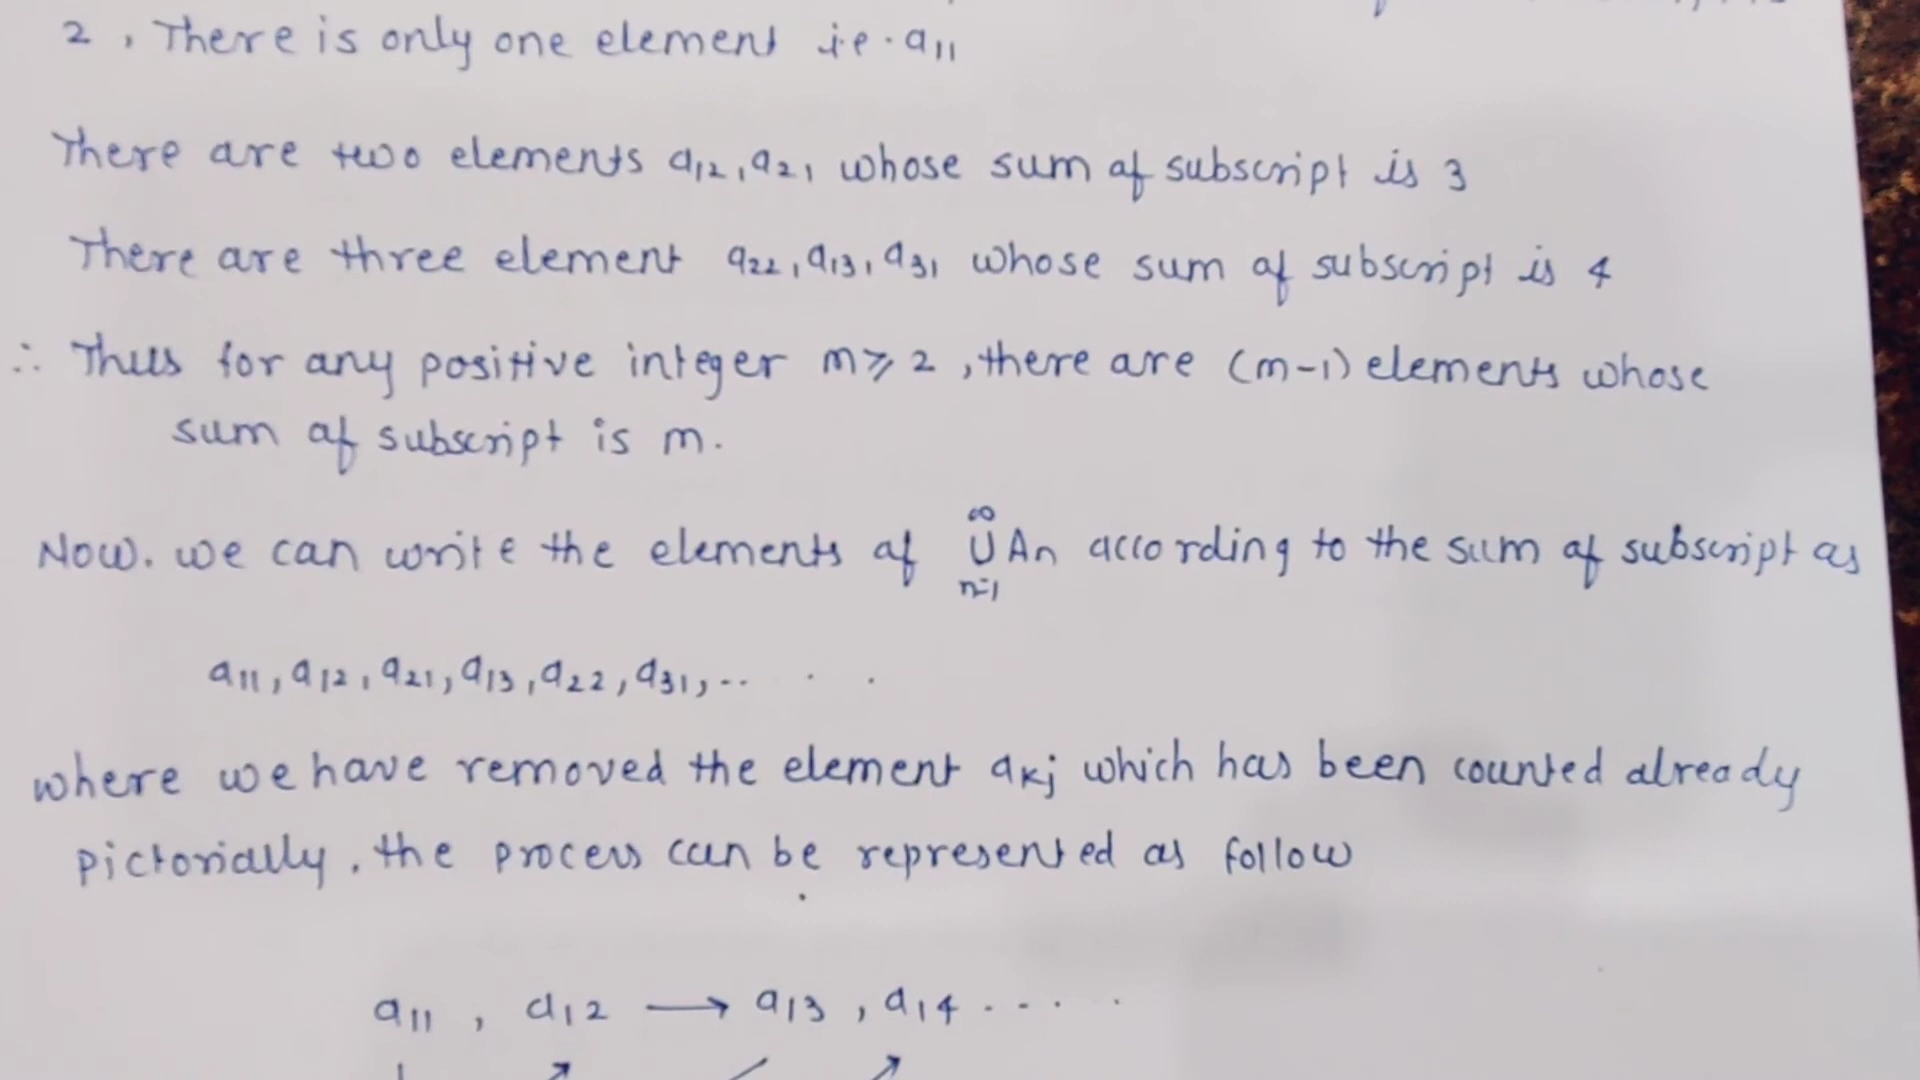 2, There is only one element i.e. a11
There are two elements a12, a21 whose sum of subscript is 3
There are three element a22, a13, a31 whose sum of subscript is 4
∴ Thus for any positive integer m ≥ 2, there are (m-1) elements whose
sum of subscript is m.
Now. we can write the elements of ∞∪n=1 An according to the sum of subscript as
a11, a12, a21, a13, a22, a31, .. . .
where we have removed the element akj which has been counted already
pictorially, the process can be represented as follow
a11 , a12 → a13 , a14 . . . .